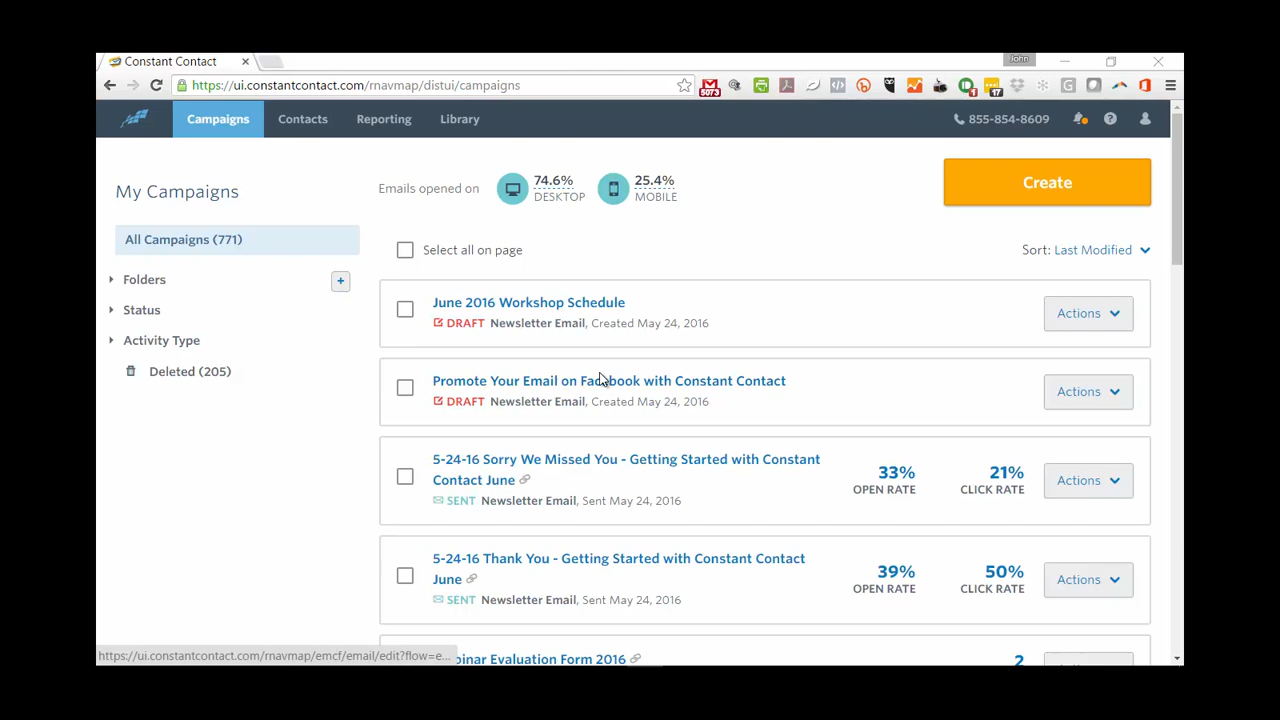 Constant Contact
John
https://ui.constantcontact.com/rnavmap/distui/campaigns
5073
1
17
Campaigns
Contacts
Reporting
Library
855-854-8609
My Campaigns
Emails opened on
74.6%
DESKTOP
25.4%
MOBILE
Create
All Campaigns (771)
Select all on page
Sort: Last Modified
Folders
+
Status
Activity Type
Deleted (205)
June 2016 Workshop Schedule
DRAFT Newsletter Email, Created May 24, 2016
Actions
Promote Your Email on Facebook with Constant Contact
DRAFT Newsletter Email, Created May 24, 2016
Actions
5-24-16 Sorry We Missed You - Getting Started with Constant
Contact June
SENT Newsletter Email, Sent May 24, 2016
33%
OPEN RATE
21%
CLICK RATE
Actions
5-24-16 Thank You - Getting Started with Constant Contact
June
SENT Newsletter Email, Sent May 24, 2016
39%
OPEN RATE
50%
CLICK RATE
Actions
Evaluation Form 2016
2
https://ui.constantcontact.com/rnavmap/emcf/email/edit?flow=e...